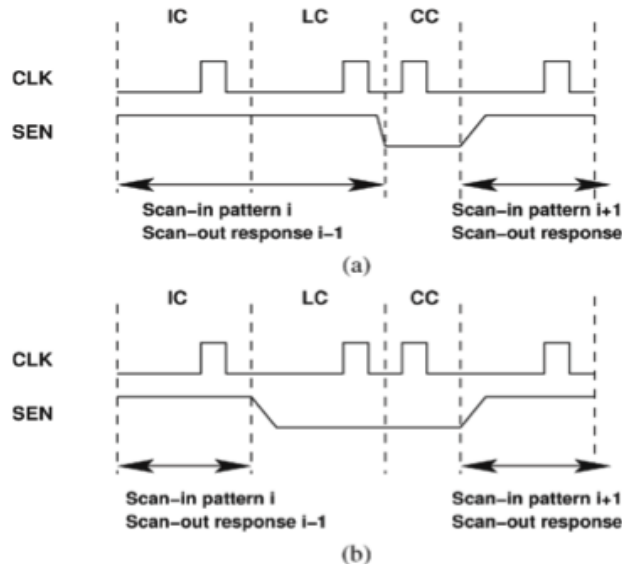 IC LC CC
CLK
SEN
Scan-in pattern i Scan-in pattern i+1
Scan-out response i-1 Scan-out response
(a)
IC LC CC
CLK
SEN
Scan-in pattern i Scan-in pattern i+1
Scan-out response i-1 Scan-out response
(b)